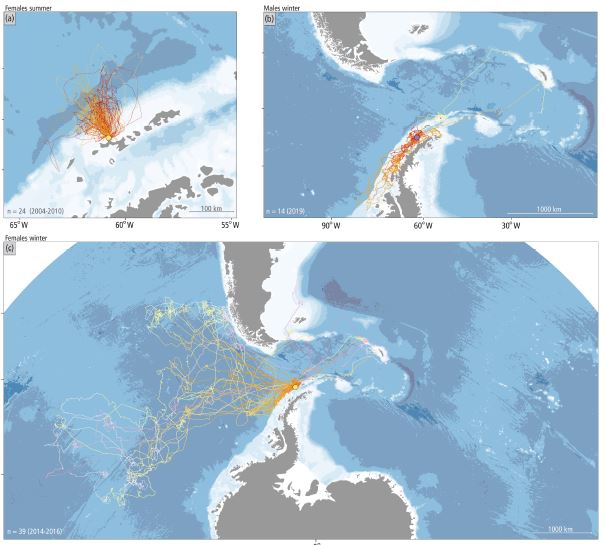 Females summer
(a)
n = 24 (2004-2010)
100 km
65°W
60°W
55°W
Males winter
(b)
n = 14 (2019)
1000 km
90°W
60°W
30°W
Females winter
(c)
n = 39 (2014-2016)
1000 km